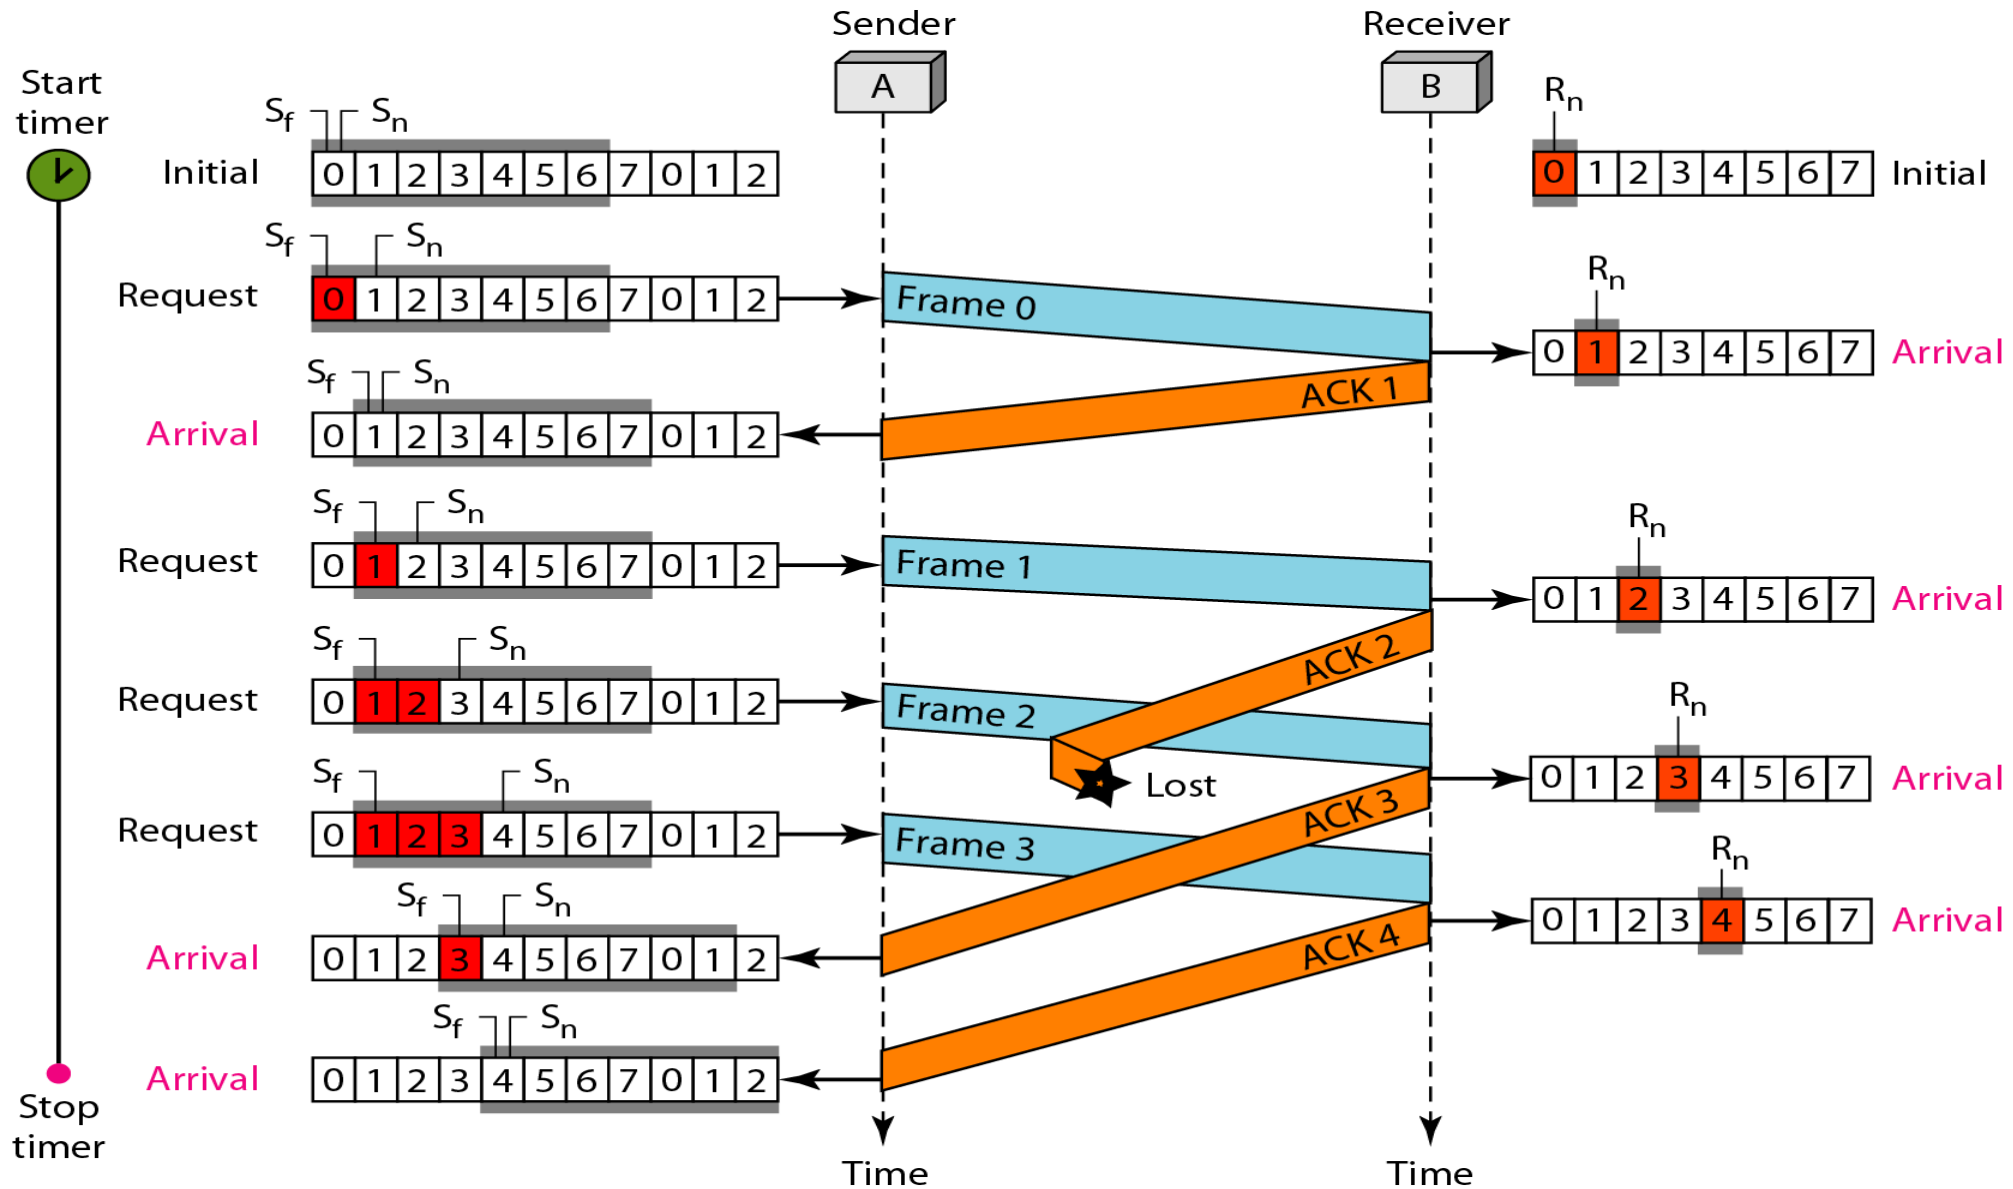 Sender Receiver
A B
Start
timer
Sf Sn Rn
Initial 0 1 2 3 4 5 6 7 0 1 2 0 1 2 3 4 5 6 7 Initial
Sf Sn
Request 0 1 2 3 4 5 6 7 0 1 2 Frame 0
Rn
0 1 2 3 4 5 6 7 Arrival
Sf Sn
ACK 1
Arrival 0 1 2 3 4 5 6 7 0 1 2
Sf Sn
Request 0 1 2 3 4 5 6 7 0 1 2 Frame 1
Rn
0 1 2 3 4 5 6 7 Arrival
Sf Sn ACK 2
Request 0 1 2 3 4 5 6 7 0 1 2 Frame 2
Rn
Lost
0 1 2 3 4 5 6 7 Arrival
Sf Sn ACK 3
Request 0 1 2 3 4 5 6 7 0 1 2 Frame 3
Rn
0 1 2 3 4 5 6 7 Arrival
Sf Sn
ACK 4
Arrival 0 1 2 3 4 5 6 7 0 1 2
Sf Sn
Arrival 0 1 2 3 4 5 6 7 0 1 2
Stop
timer
Time Time